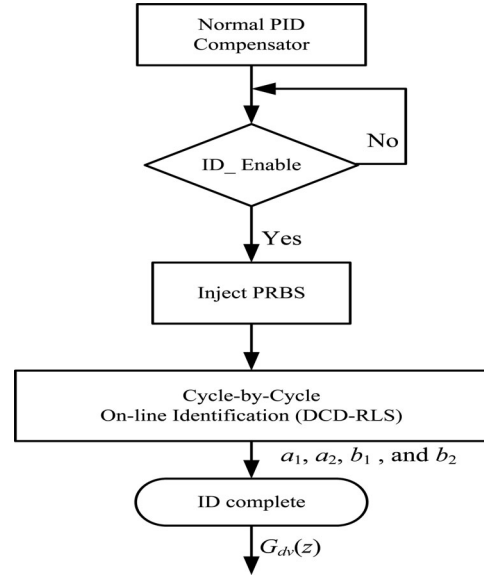 Normal PID
Compensator
No
ID_ Enable
Yes
Inject PRBS
Cycle-by-Cycle
On-line Identification (DCD-RLS)
a₁, a₂, b₁ , and b₂
ID complete
G_dv(z)